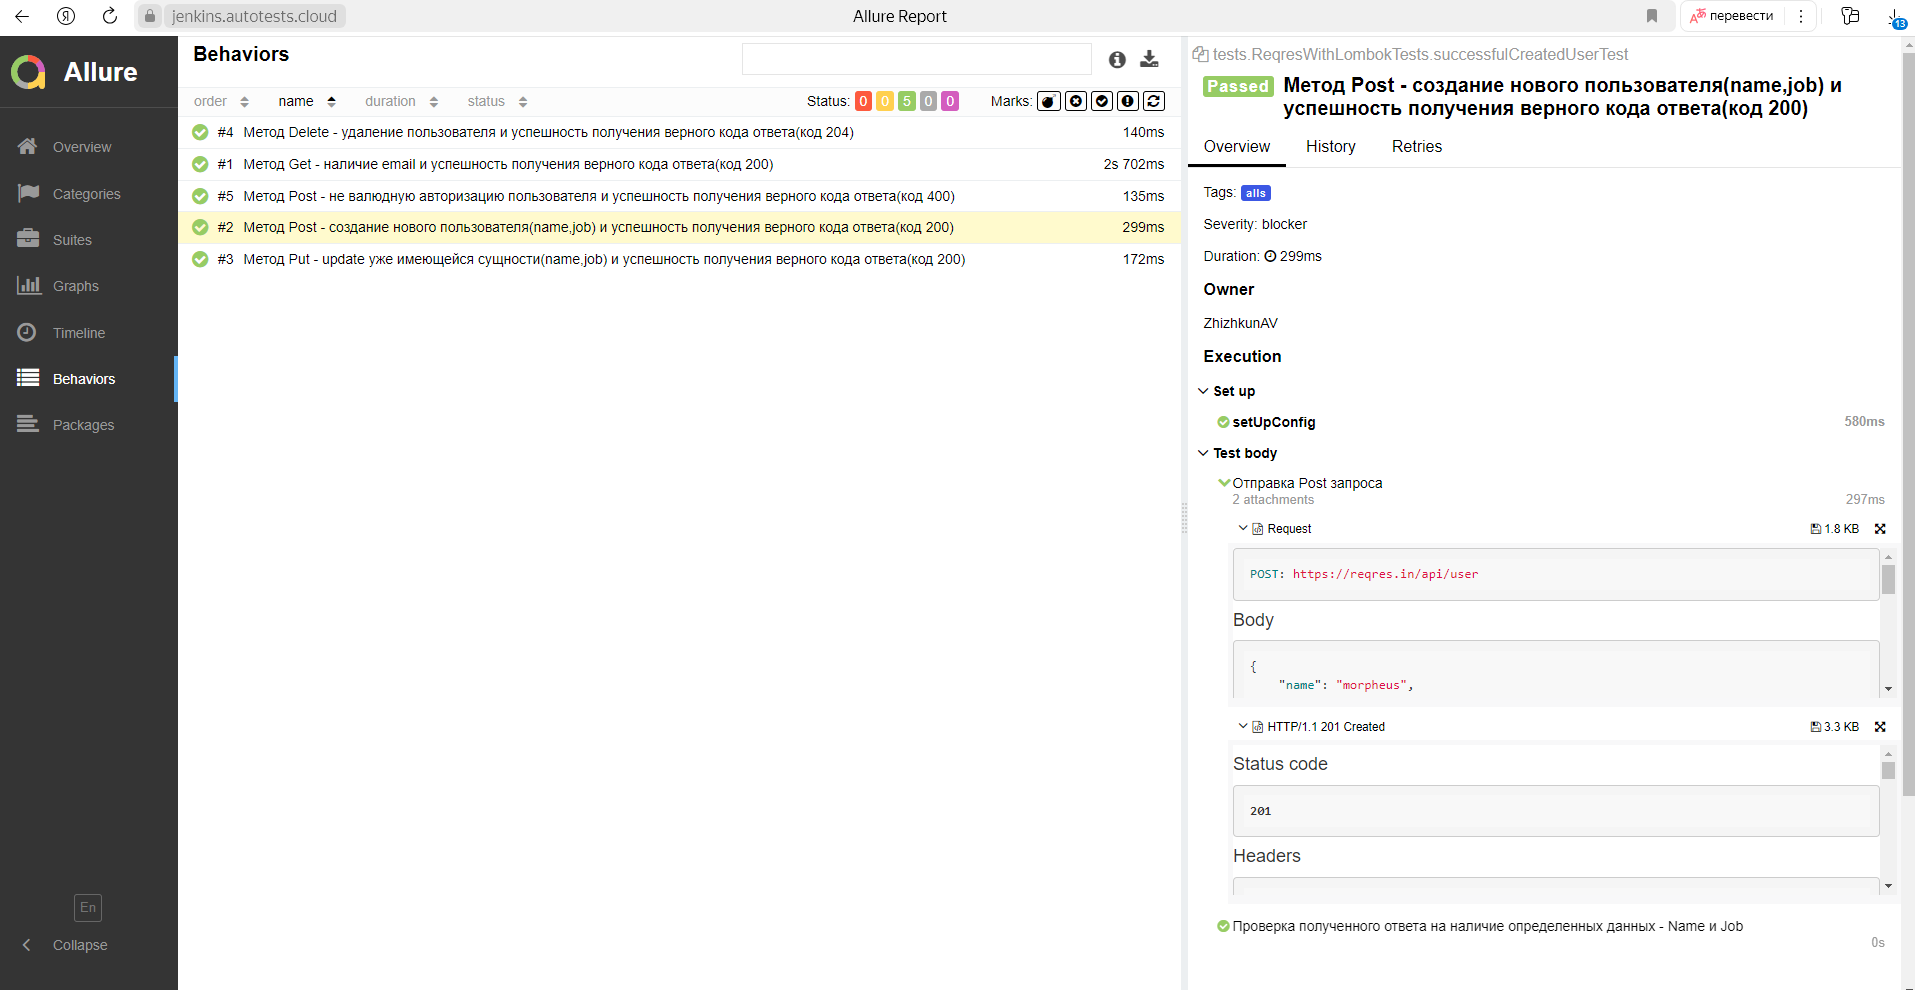 jenkins.autotests.cloud
Allure Report
перевести
13
Allure
Overview
Categories
Suites
Graphs
Timeline
Behaviors
Packages
En
Collapse
Behaviors
order name duration status
Status: 0 0 5 0 0 Marks:
#4 Метод Delete - удаление пользователя и успешность получения верного кода ответа(код 204) 140ms
#1 Метод Get - наличие email и успешность получения верного кода ответа(код 200) 2s 702ms
#5 Метод Post - не валюдную авторизацию пользователя и успешность получения верного кода ответа(код 400) 135ms
#2 Метод Post - создание нового пользователя(name,job) и успешность получения верного кода ответа(код 200) 299ms
#3 Метод Put - update уже имеющейся сущности(name,job) и успешность получения верного кода ответа(код 200) 172ms
tests.ReqresWithLombokTests.successfulCreatedUserTest
Passed Метод Post - создание нового пользователя(name,job) и
успешность получения верного кода ответа(код 200)
Overview History Retries
Tags: alls
Severity: blocker
Duration: 299ms
Owner
ZhizhkunAV
Execution
Set up
setUpConfig 580ms
Test body
Отправка Post запроса
2 attachments 297ms
Request 1.8 KB
POST: https://reqres.in/api/user
Body
{
"name": "morpheus",
HTTP/1.1 201 Created 3.3 KB
Status code
201
Headers
Проверка полученного ответа на наличие определенных данных - Name и Job
0s